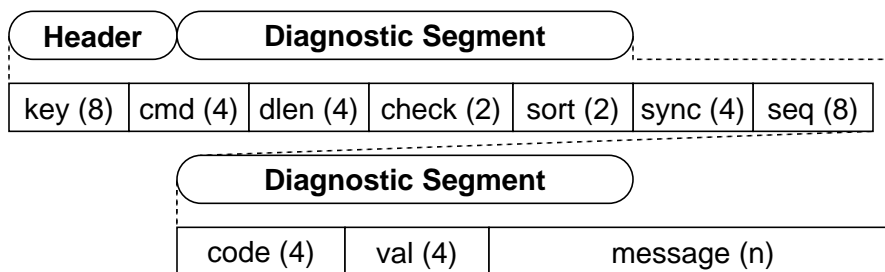 Header Diagnostic Segment
key (8) cmd (4) dlen (4) check (2) sort (2) sync (4) seq (8)
Diagnostic Segment
code (4) val (4) message (n)